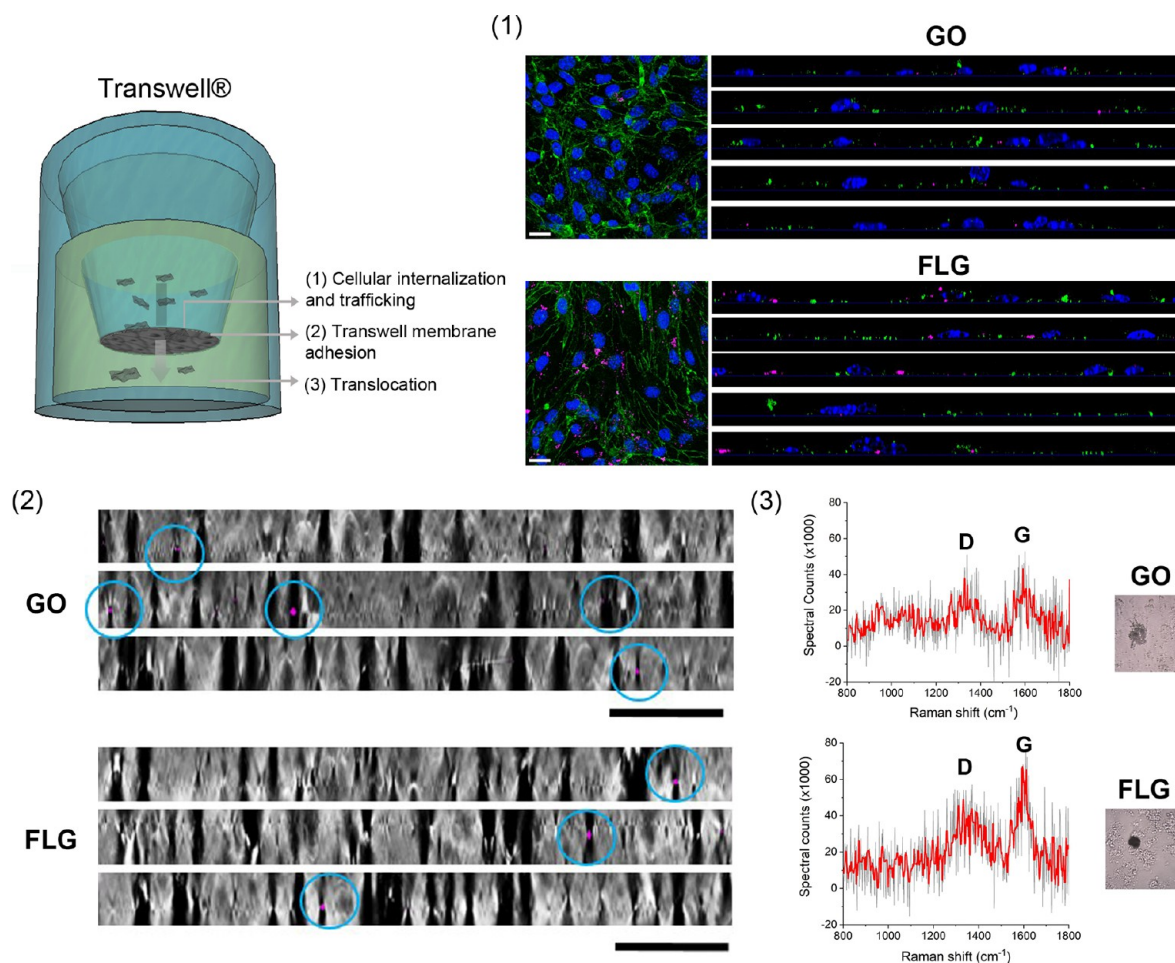 Transwell®
(1) Cellular internalization
and trafficking
(2) Transwell membrane
adhesion
(3) Translocation
(1)
GO
FLG
(2)
GO
FLG
(3)
80
60
40
20
0
-20
Spectral Counts (x1000)
D
G
800 1000 1200 1400 1600 1800
Raman shift (cm-1)
GO
80
60
40
20
0
-20
Spectral counts (x1000)
D
G
800 1000 1200 1400 1600 1800
Raman shift (cm-1)
FLG